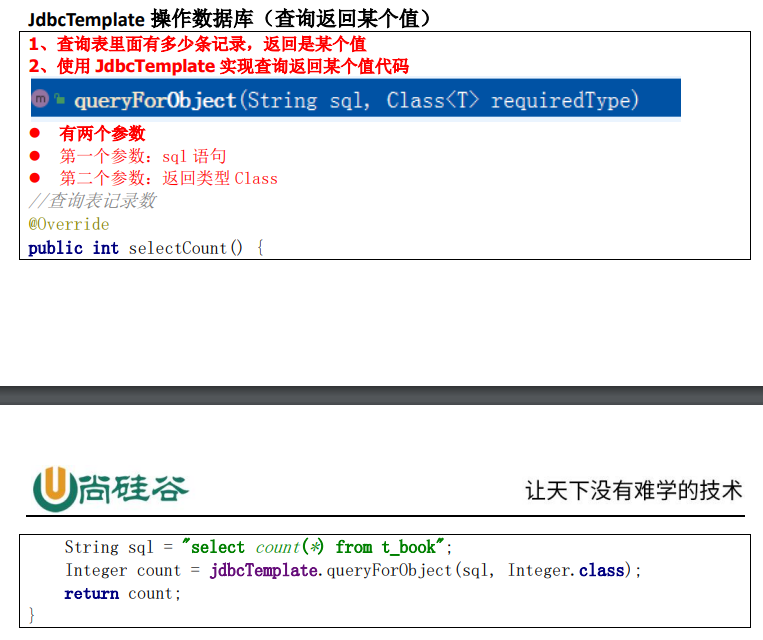 JdbcTemplate 操作数据库（查询返回某个值）
1、查询表里面有多少条记录，返回是某个值
2、使用 JdbcTemplate 实现查询返回某个值代码
m queryForObject(String sql, Class<T> requiredType)
● 有两个参数
● 第一个参数：sql 语句
● 第二个参数：返回类型 Class
//查询表记录数
@Override
public int selectCount() {
尚硅谷
让天下没有难学的技术
String sql = "select count(*) from t_book";
Integer count = jdbcTemplate.queryForObject(sql, Integer.class);
return count;
}